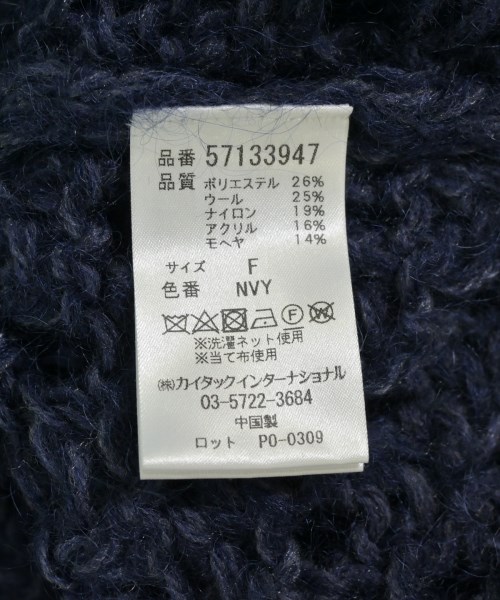 品番 57133947
品質 ポリエステル 26%
ウール 25%
ナイロン 19%
アクリル 16%
モヘヤ 14%
サイズ F
色番 NVY
※洗濯ネット使用
※当て布使用
㈱カイタックインターナショナル
03-5722-3684
中国製
ロット PO-0309